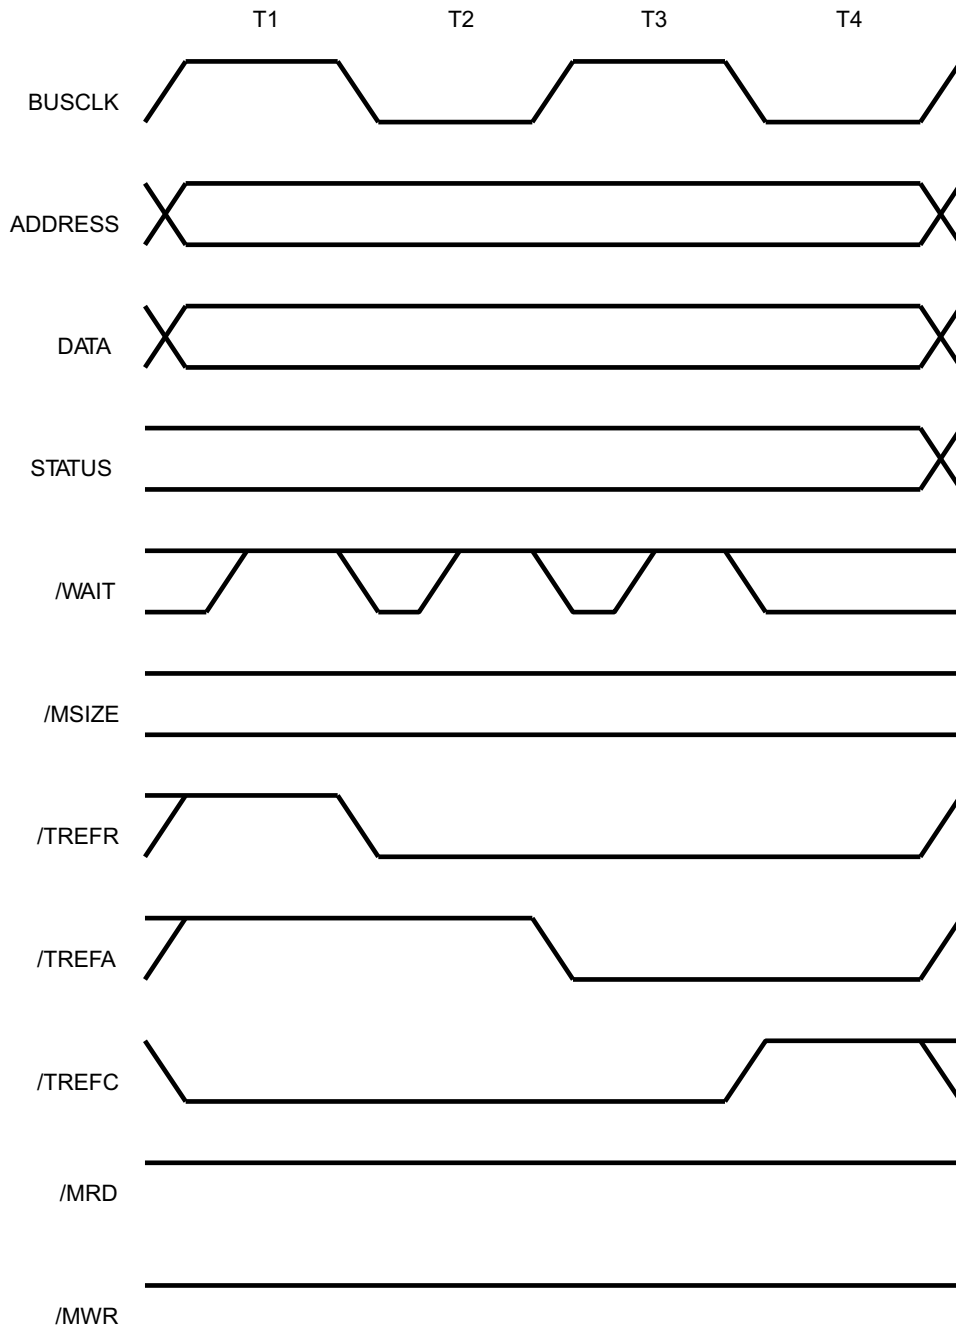 T1 T2 T3 T4
BUSCLK
ADDRESS
DATA
STATUS
/WAIT
/MSIZE
/TREFR
/TREFA
/TREFC
/MRD
/MWR